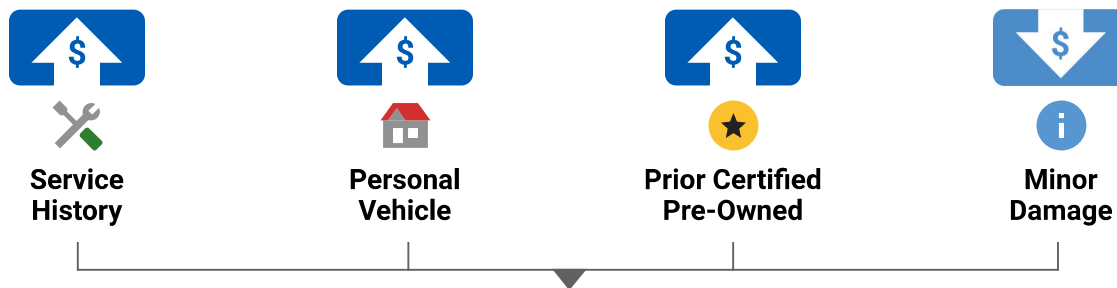 $
$
$
$
i
Service
History
Personal
Vehicle
Prior Certified
Pre-Owned
Minor
Damage